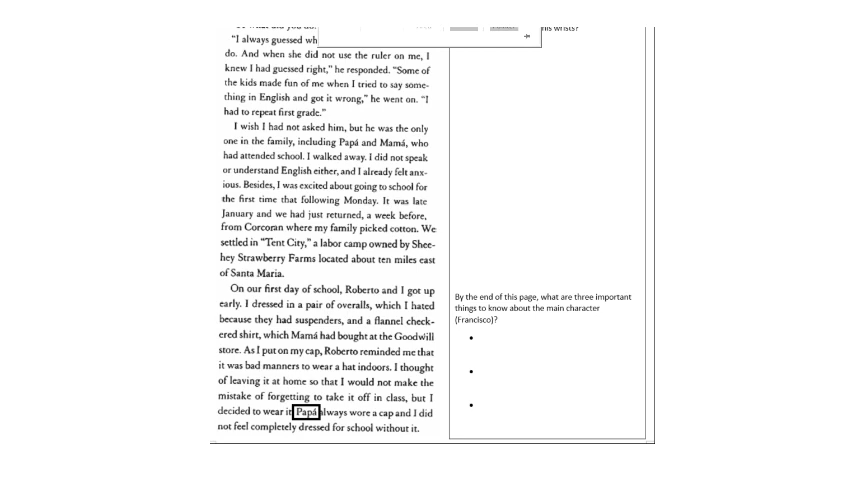 "I always guessed wh
do. And when she did not use the ruler on me, I
knew I had guessed right," he responded. "Some of
the kids made fun of me when I tried to say some-
thing in English and got it wrong," he went on. "I
had to repeat first grade."
I wish I had not asked him, but he was the only
one in the family, including Papá and Mamá, who
had attended school. I walked away. I did not speak
or understand English either, and I already felt anx-
ious. Besides, I was excited about going to school for
the first time that following Monday. It was late
January and we had just returned, a week before,
from Corcoran where my family picked cotton. We
settled in "Tent City," a labor camp owned by Shee-
hey Strawberry Farms located about ten miles east
of Santa Maria.
On our first day of school, Roberto and I got up
early. I dressed in a pair of overalls, which I hated
because they had suspenders, and a flannel check-
ered shirt, which Mamá had bought at the Goodwill
store. As I put on my cap, Roberto reminded me that
it was bad manners to wear a hat indoors. I thought
of leaving it at home so that I would not make the
mistake of forgetting to take it off in class, but I
decided to wear it Papá always wore a cap and I did
not feel completely dressed for school without it.
his wrists?
By the end of this page, what are three important
things to know about the main character
(Francisco)?